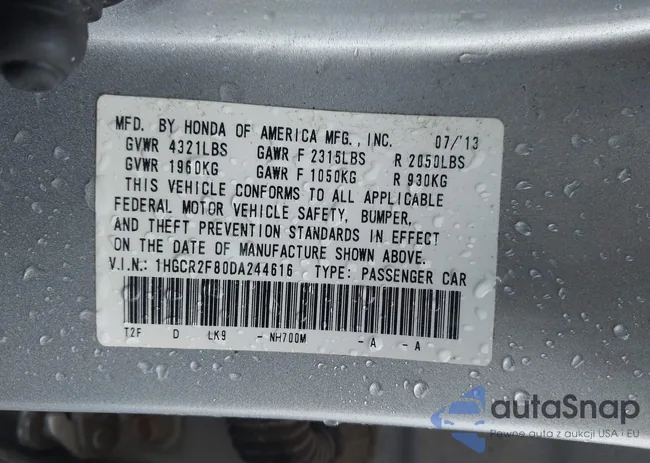 MFD. BY HONDA OF AMERICA MFG., INC. 07/'13
GVWR 4321LBS GAWR F 2315LBS R 2050LBS
GVWR 1960KG GAWR F 1050KG R 930KG
THIS VEHICLE CONFORMS TO ALL APPLICABLE
FEDERAL MOTOR VEHICLE SAFETY, BUMPER,
AND THEFT PREVENTION STANDARDS IN EFFECT
ON THE DATE OF MANUFACTURE SHOWN ABOVE.
V.I.N.: 1HGCR2F80DA244616 TYPE: PASSENGER CAR
T2F D LK9 - NH700M - A - A
autaSnap
Pewne auta z aukcji USA i EU